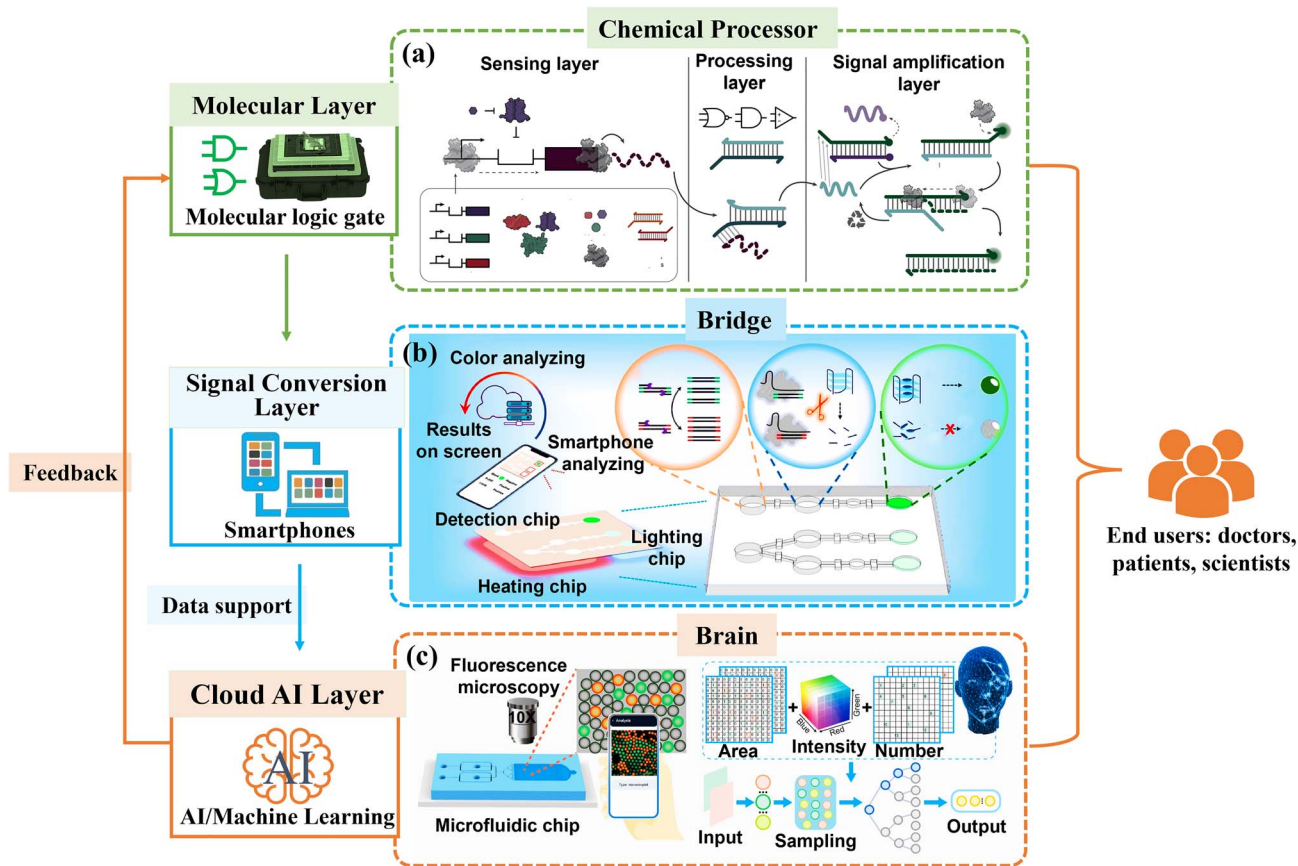 Chemical Processor
(a)
Sensing layer
Processing
layer
Signal amplification
layer
Molecular Layer
Molecular logic gate
Bridge
(b)
Color analyzing
Results
on screen
Smartphone
analyzing
Detection chip
Lighting
chip
Heating chip
Signal Conversion
Layer
Smartphones
Feedback
Data support
End users: doctors,
patients, scientists
Brain
(c)
Fluorescence
microscopy
10X
Analysis
Microfluidic chip
Cloud AI Layer
AI
AI/Machine Learning
Area
+
Blue
Red
Green
Intensity
+
Number
Input
Sampling
Output